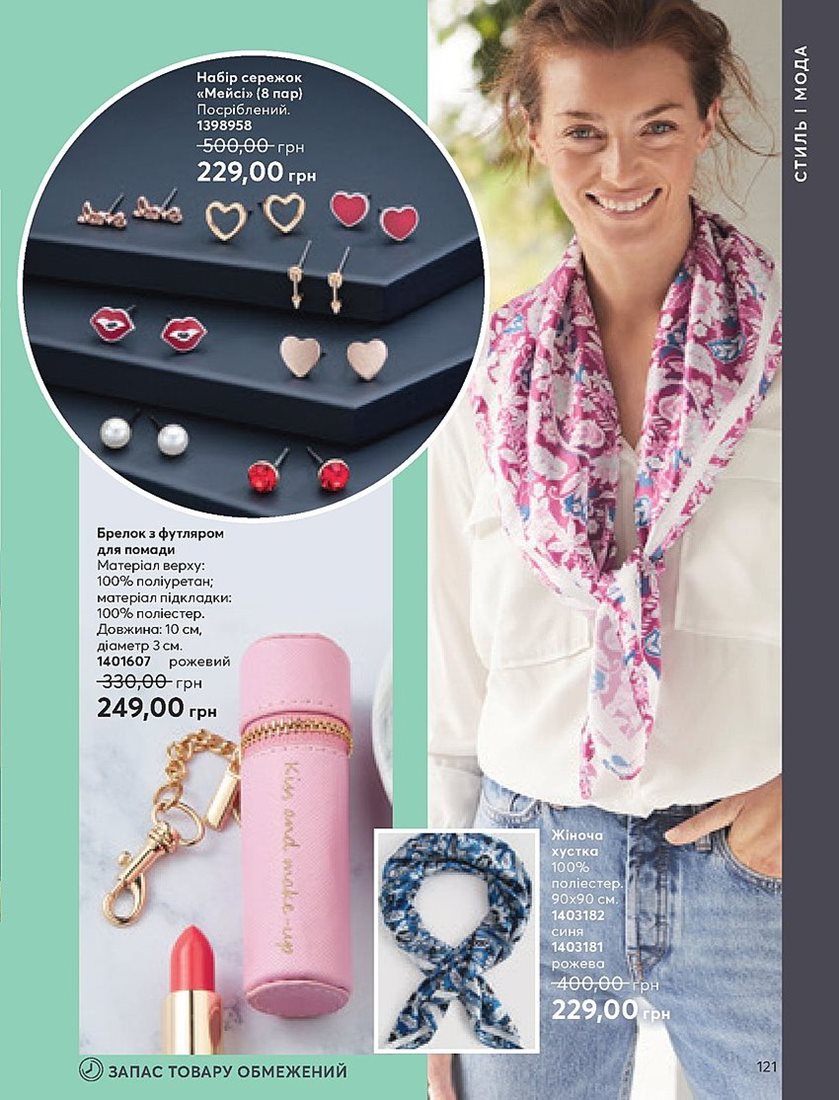 Набір сережок
«Мейсі» (8 пар)
Посріблений.
1398958
500,00 грн
229,00 грн
СТИЛЬ | МОДА
Брелок з футляром
для помади
Матеріал верху:
100% поліуретан;
матеріал підкладки:
100% поліестер.
Довжина: 10 см,
діаметр 3 см.
1401607 рожевий
330,00 грн
249,00 грн
Kiss and make-up
Жіноча
хустка
100%
поліестер.
90х90 см.
1403182
синя
1403181
рожева
400,00 грн
229,00 грн
ЗАПАС ТОВАРУ ОБМЕЖЕНИЙ
121